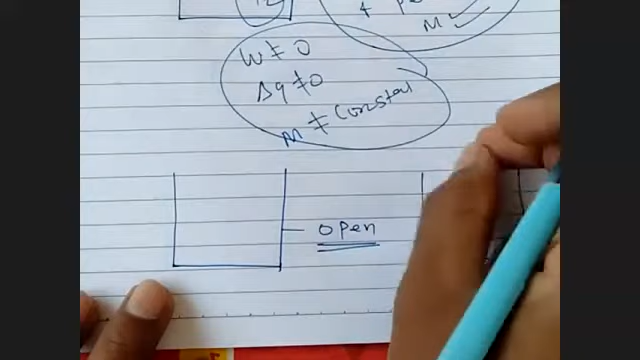 M
W ≠ 0
Δq ≠ 0
M ≠ Constant
open